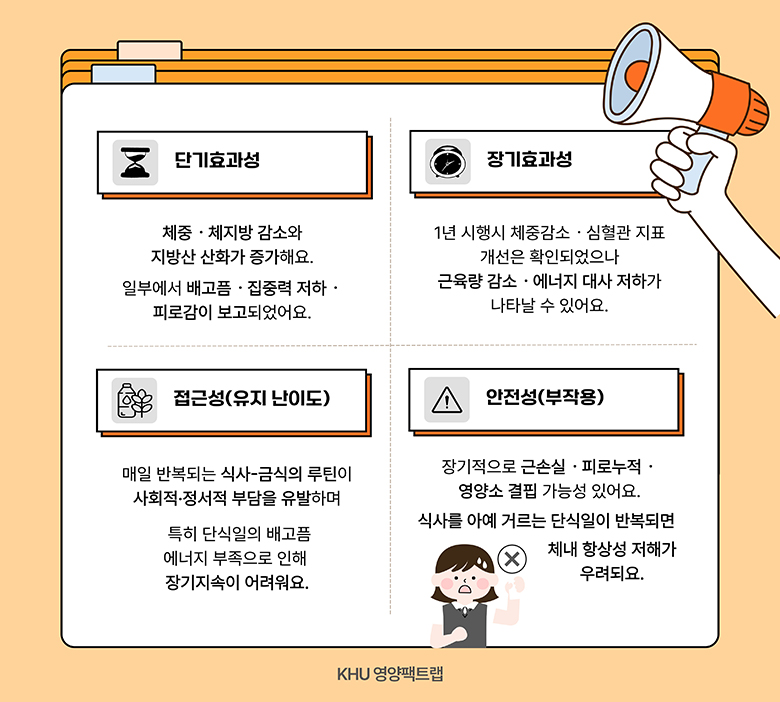 단기효과성
체중 · 체지방 감소와
지방산 산화가 증가해요.
일부에서 배고픔 · 집중력 저하 ·
피로감이 보고되었어요.
장기효과성
1년 시행시 체중감소 · 심혈관 지표
개선은 확인되었으나
근육량 감소 · 에너지 대사 저하가
나타날 수 있어요.
접근성(유지 난이도)
매일 반복되는 식사-금식의 루틴이
사회적·정서적 부담을 유발하며
특히 단식일의 배고픔
에너지 부족으로 인해
장기지속이 어려워요.
안전성(부작용)
장기적으로 근손실 · 피로누적 ·
영양소 결핍 가능성 있어요.
식사를 아예 거르는 단식일이 반복되면
체내 항상성 저해가
우려되요.
KHU 영양팩트랩